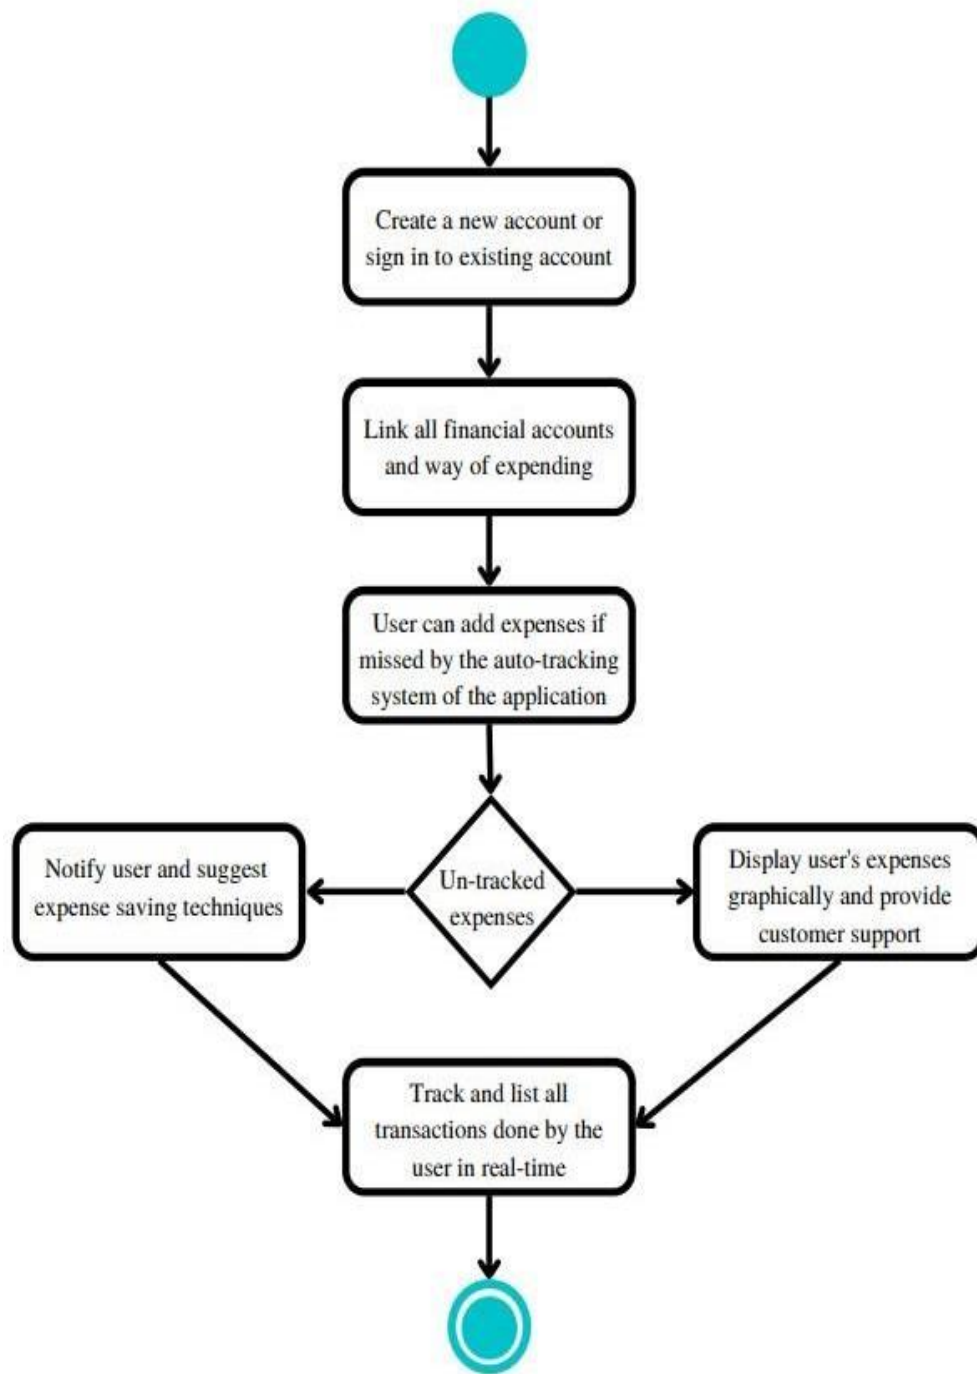 Create a new account or
sign in to existing account
Link all financial accounts
and way of expending
User can add expenses if
missed by the auto-tracking
system of the application
Un-tracked
expenses
Notify user and suggest
expense saving techniques
Display user's expenses
graphically and provide
customer support
Track and list all
transactions done by the
user in real-time